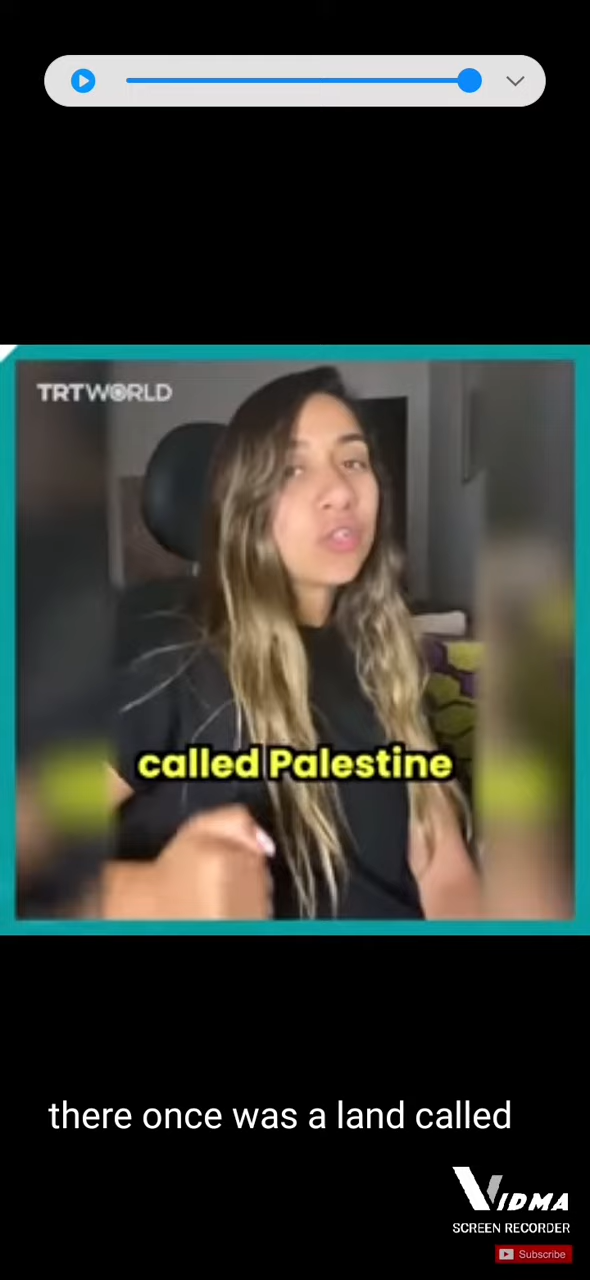 TRTWORLD
called Palestine
there once was a land called
VIDMA
SCREEN RECORDER
Subscribe